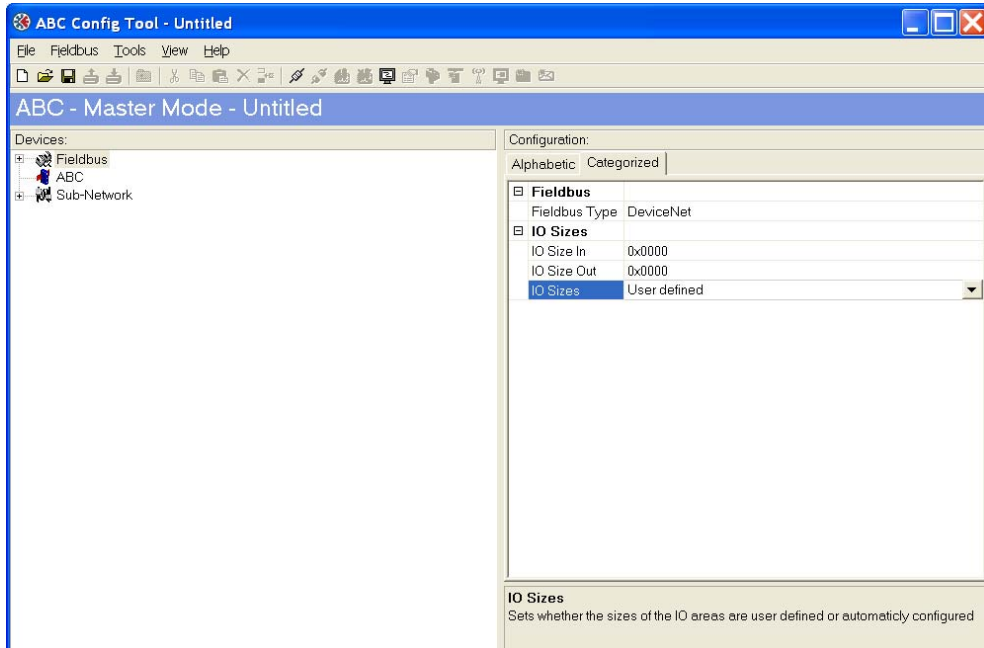 ABC Config Tool - Untitled
File Fieldbus Tools View Help
ABC - Master Mode - Untitled
Devices:
Fieldbus
ABC
Sub-Network
Configuration:
Alphabetic Categorized
Fieldbus
Fieldbus Type DeviceNet
IO Sizes
IO Size In 0x0000
IO Size Out 0x0000
IO Sizes User defined
IO Sizes
Sets whether the sizes of the IO areas are user defined or automaticly configured